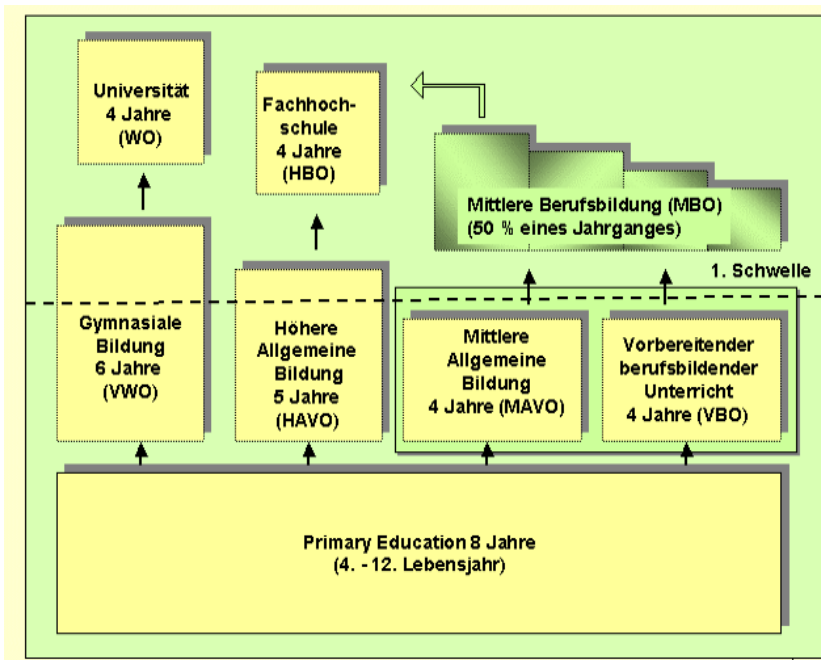 Universität
4 Jahre
(WO)
Fachhoch-
schule
4 Jahre
(HBO)
Mittlere Berufsbildung (MBO)
(50 % eines Jahrganges)
1. Schwelle
Gymnasiale
Bildung
6 Jahre
(VWO)
Höhere
Allgemeine
Bildung
5 Jahre
(HAVO)
Mittlere
Allgemeine
Bildung
4 Jahre (MAVO)
Vorbereitender
berufsbildender
Unterricht
4 Jahre (VBO)
Primary Education 8 Jahre
(4. - 12. Lebensjahr)